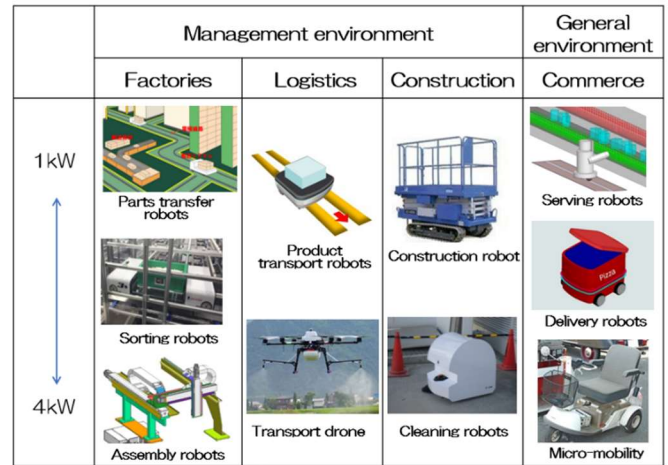 Management environment
General
environment
Factories
Logistics
Construction
Commerce
1kW
Parts transfer
robots
Product
transport robots
Construction robot
Serving robots
Sorting robots
Pizza
Delivery robots
4kW
Assembly robots
Transport drone
Cleaning robots
Micro-mobility